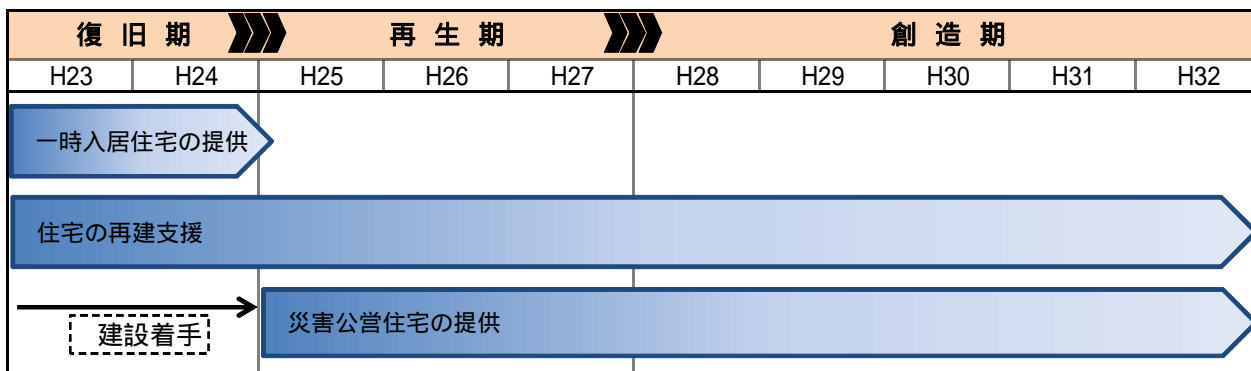 復旧期 再生期 創造期
H23 H24 H25 H26 H27 H28 H29 H30 H31 H32
一時入居住宅の提供
住宅の再建支援
建設着手
災害公営住宅の提供